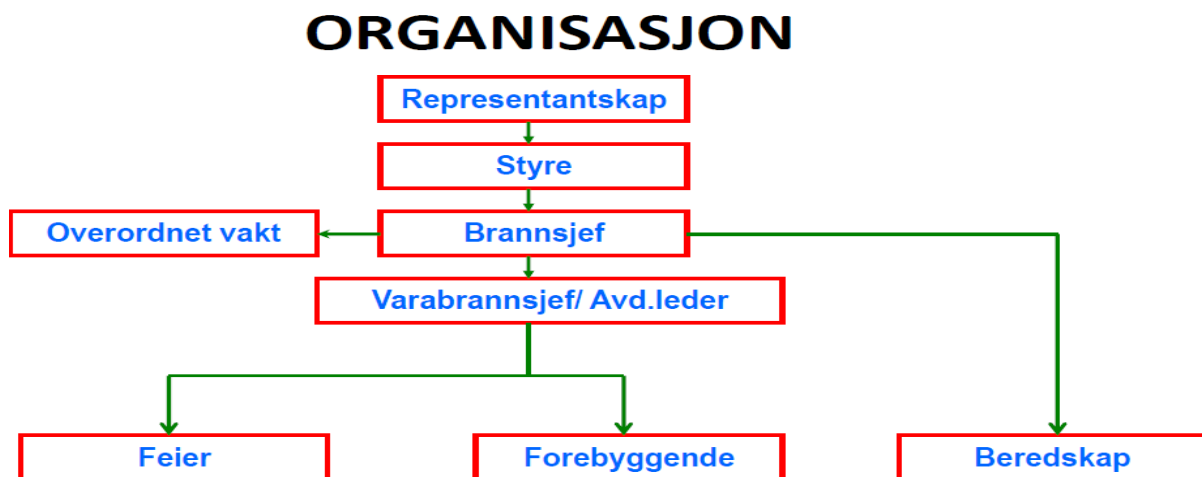 ORGANISASJON
Representantskap
Styre
Overordnet vakt
Brannsjef
Varabrannsjef/ Avd.leder
Feier
Forebyggende
Beredskap